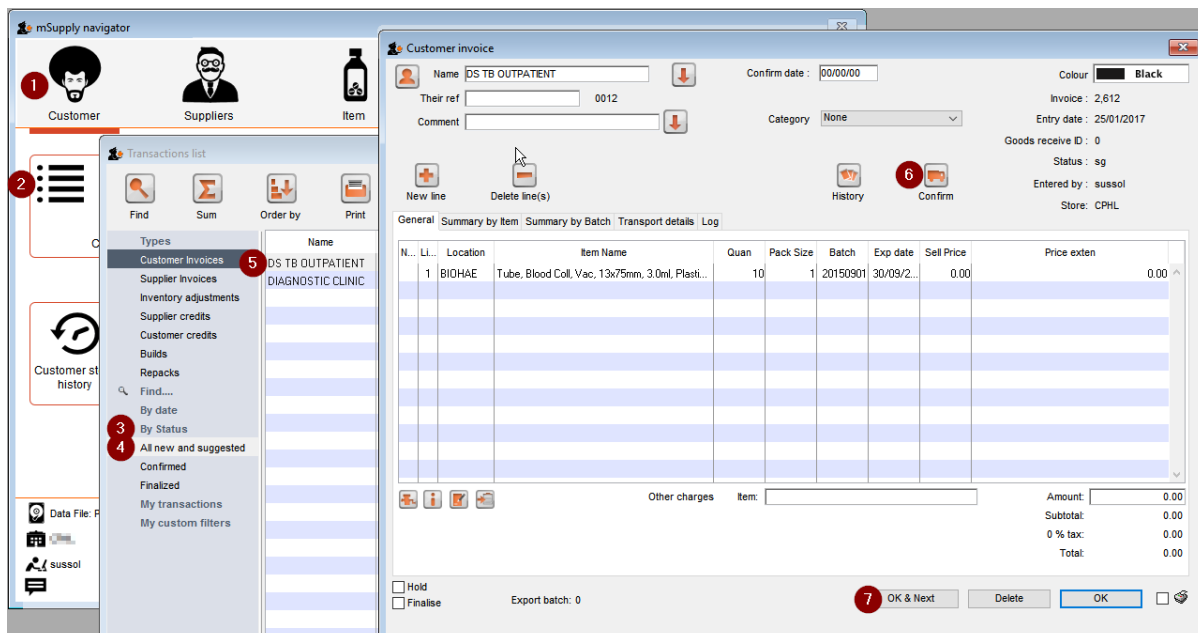 mSupply navigator
1
Customer
Suppliers
Item
2
C
Customer st
history
Data File: P
sussol
Transactions list
Find
Sum
Order by
Print
Types
Customer Invoices
Supplier Invoices
Inventory adjustments
Supplier credits
Customer credits
Builds
Repacks
Find....
By date
3 By Status
4 All new and suggested
Confirmed
Finalized
My transactions
My custom filters
Name
5 DS TB OUTPATIENT
DIAGNOSTIC CLINIC
Customer invoice
Name DS TB OUTPATIENT
Confirm date : 00/00/00
Colour Black
Their ref 0012
Invoice : 2,612
Comment
Category None
Entry date : 25/01/2017
Goods receive ID : 0
Status : sg
Entered by : sussol
Store: CPHL
New line
Delete line(s)
History
6 Confirm
General Summary by Item Summary by Batch Transport details Log
N... Li... Location Item Name Quan Pack Size Batch Exp date Sell Price Price exten
1 BIOHAE Tube, Blood Coll, Vac, 13x75mm, 3.0ml, Plasti... 10 1 20150901 30/09/2... 0.00 0.00
Other charges Item: Amount: 0.00
Subtotal: 0.00
0 % tax: 0.00
Total: 0.00
Hold
Finalise
Export batch: 0
7 OK & Next
Delete
OK